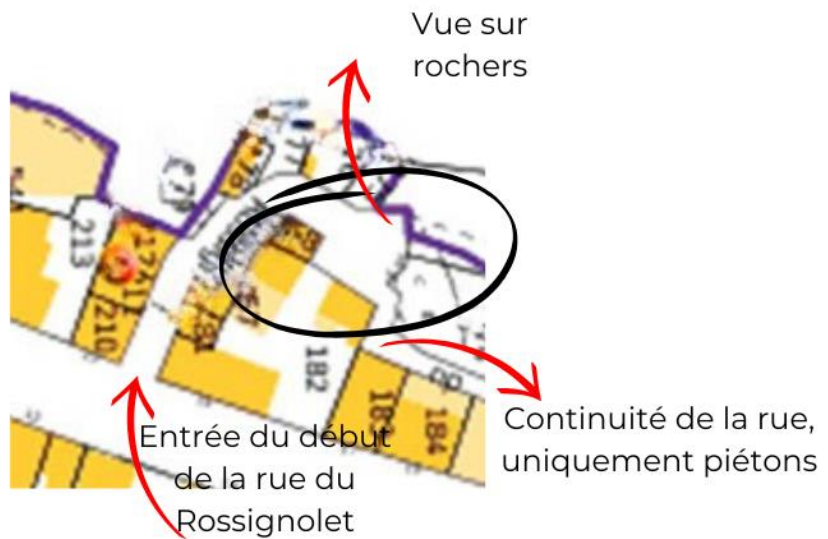 Vue sur
rochers
213
210
182
183
184
Continuité de la rue,
uniquement piétons
Entrée du début
de la rue du
Rossignolet